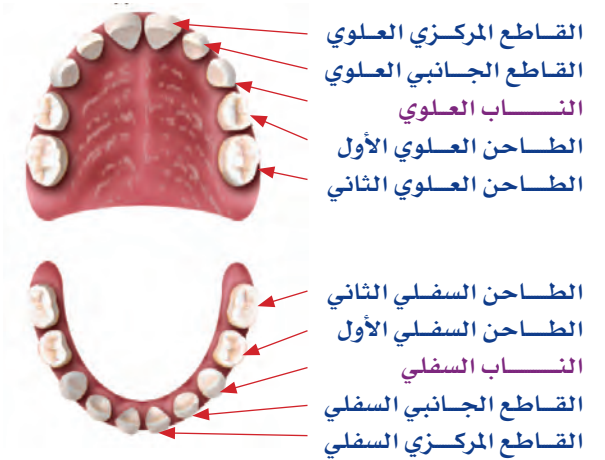 القاطع المركزي العلوي
القاطع الجانبي العلوي
الناب العلوي
الطاحن العلوي الأول
الطاحن العلوي الثاني
الطاحن السفلي الثاني
الطاحن السفلي الأول
الناب السفلي
القاطع الجانبي السفلي
القاطع المركزي السفلي